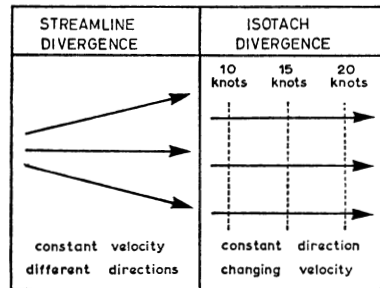 STREAMLINE
DIVERGENCE
constant velocity
different directions
ISOTACH
DIVERGENCE
10 15 20
knots knots knots
constant direction
changing velocity